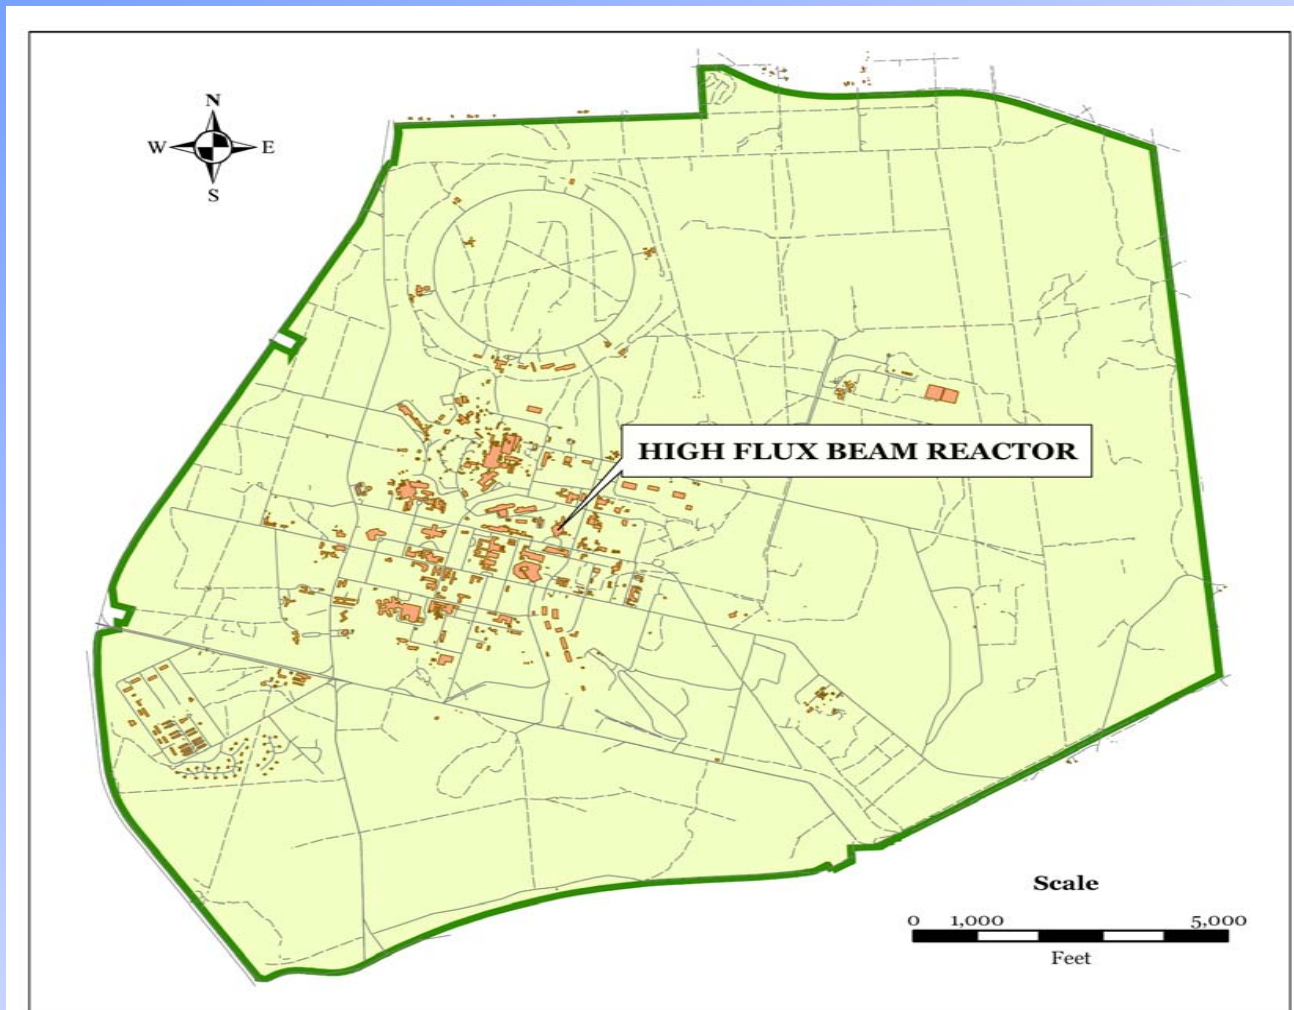 N
W E
S
HIGH FLUX BEAM REACTOR
Scale
0 1,000 5,000
Feet